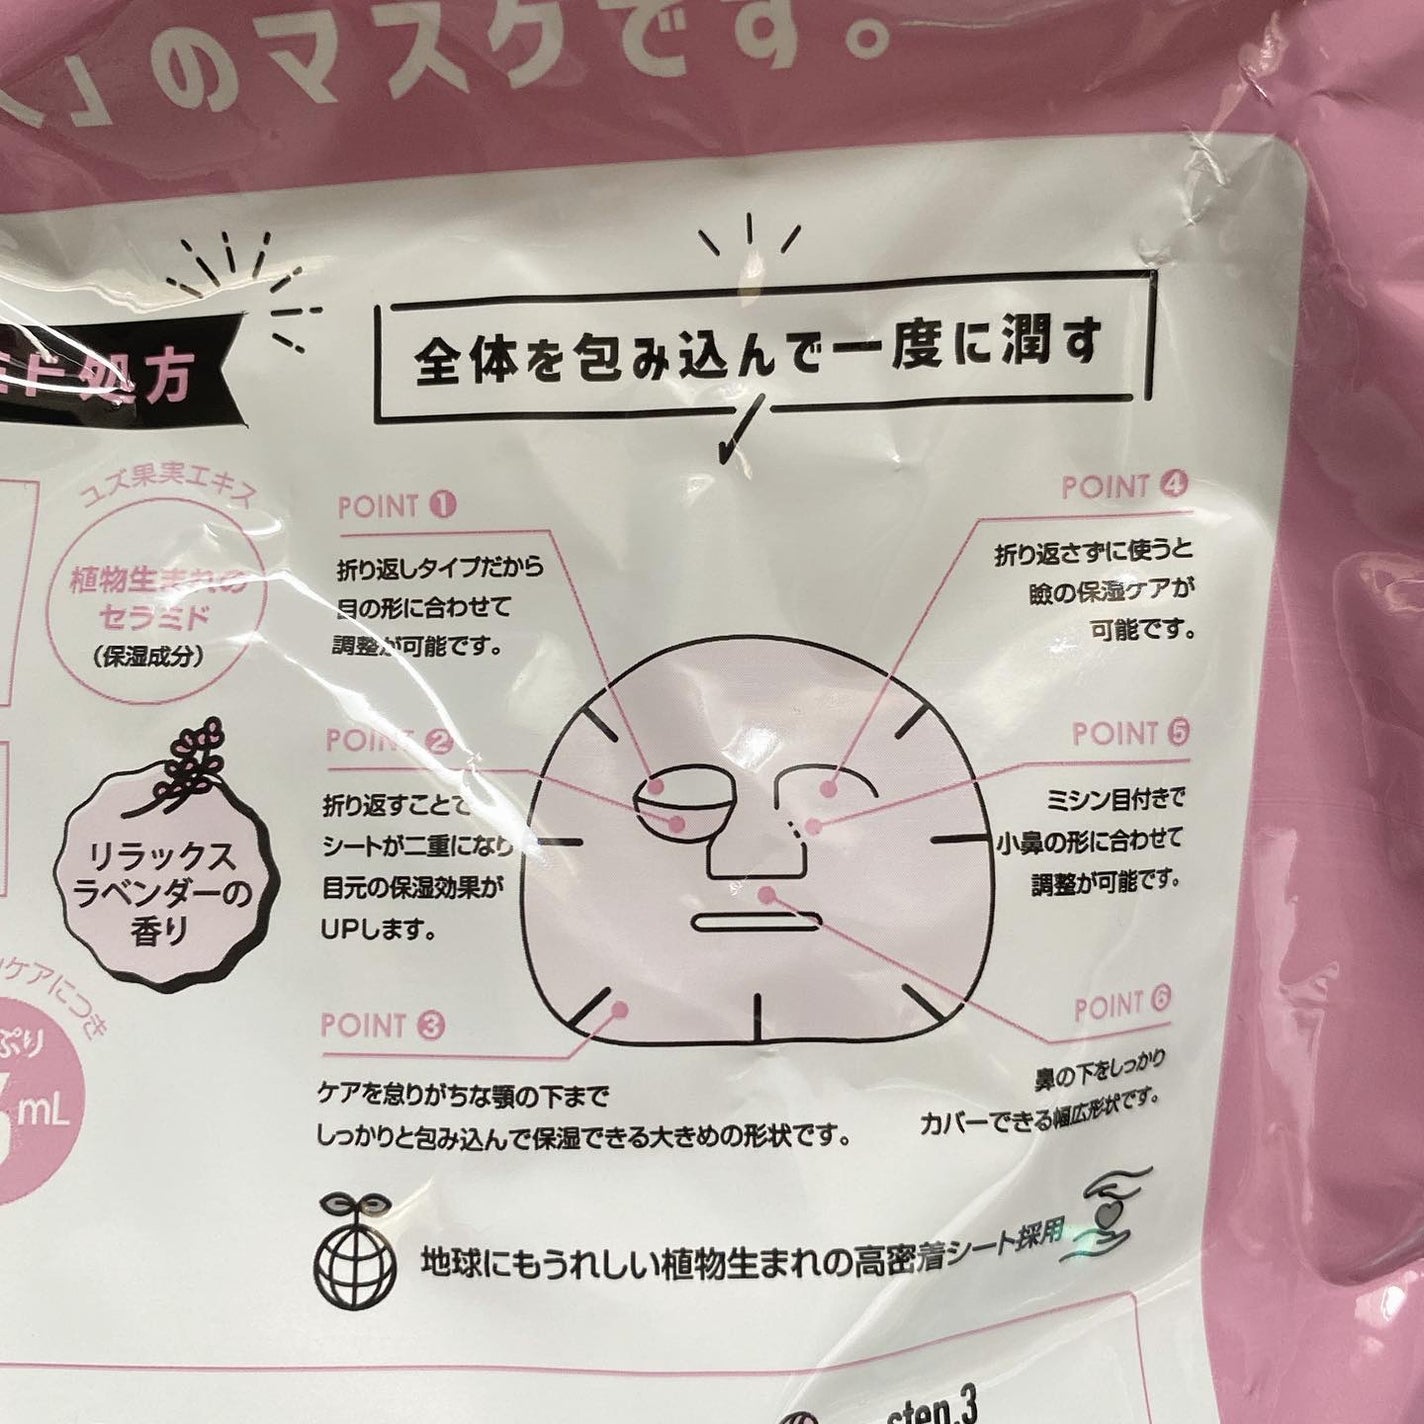 」のマスクです。
全体を包み込んで一度に潤す
処方
ユズ果実エキス
植物生まれの
セラミド
(保湿成分)
リラックス
ラベンダーの
香り
ケアにつき
ぷり
mL
POINT 1
折り返しタイプだから
目の形に合わせて
調整が可能です。
POINT 2
折り返すことで
シートが二重になり
目元の保湿効果が
UPします。
POINT 3
ケアを怠りがちな顎の下まで
しっかりと包み込んで保湿できる大きめの形状です。
POINT 4
折り返さずに使うと
瞼の保湿ケアが
可能です。
POINT 5
ミシン目付きで
小鼻の形に合わせて
調整が可能です。
POINT 6
鼻の下をしっかり
カバーできる幅広形状です。
地球にもうれしい植物生まれの高密着シート採用
step.3